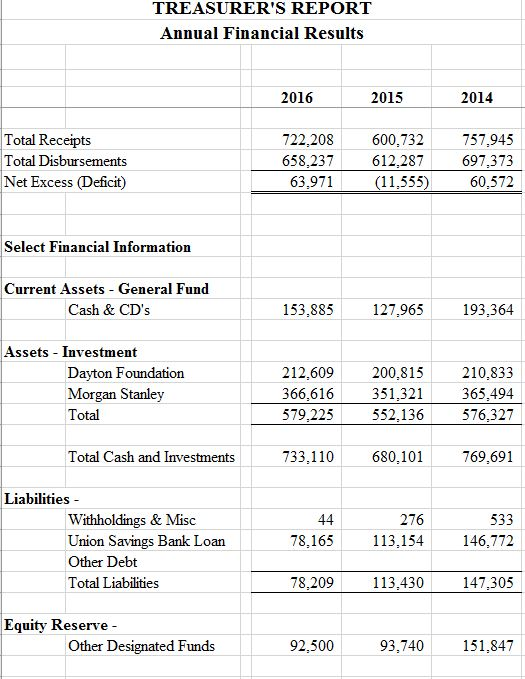 TREASURER'S REPORT
Annual Financial Results
2016 2015 2014
Total Receipts 722,208 600,732 757,945
Total Disbursements 658,237 612,287 697,373
Net Excess (Deficit) 63,971 (11,555) 60,572
Select Financial Information
Current Assets - General Fund
Cash & CD's 153,885 127,965 193,364
Assets - Investment
Dayton Foundation 212,609 200,815 210,833
Morgan Stanley 366,616 351,321 365,494
Total 579,225 552,136 576,327
Total Cash and Investments 733,110 680,101 769,691
Liabilities -
Withholdings & Misc 44 276 533
Union Savings Bank Loan 78,165 113,154 146,772
Other Debt
Total Liabilities 78,209 113,430 147,305
Equity Reserve -
Other Designated Funds 92,500 93,740 151,847